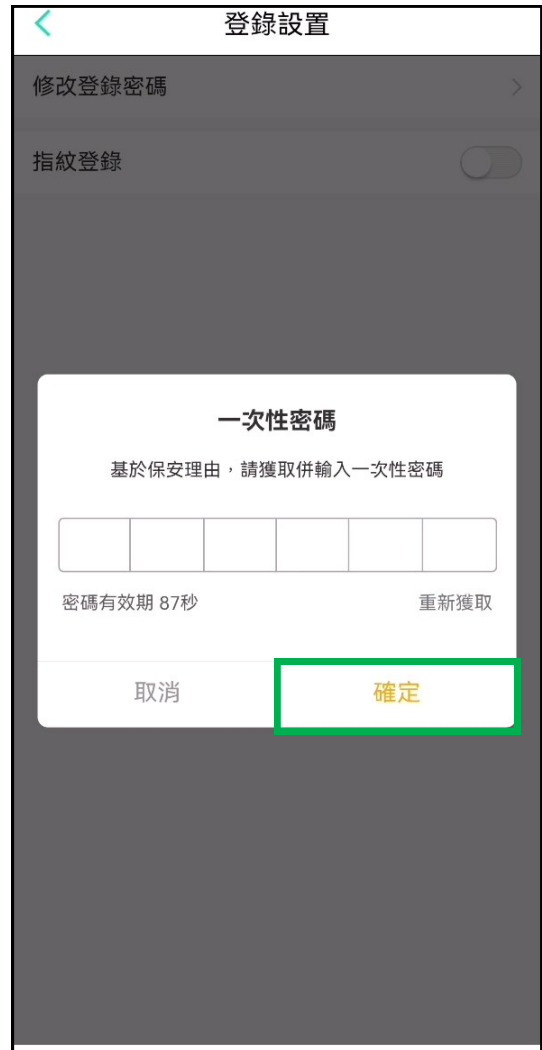 登錄設置
修改登錄密碼
指紋登錄
一次性密碼
基於保安理由，請獲取併輸入一次性密碼
密碼有效期 87秒
重新獲取
取消
確定